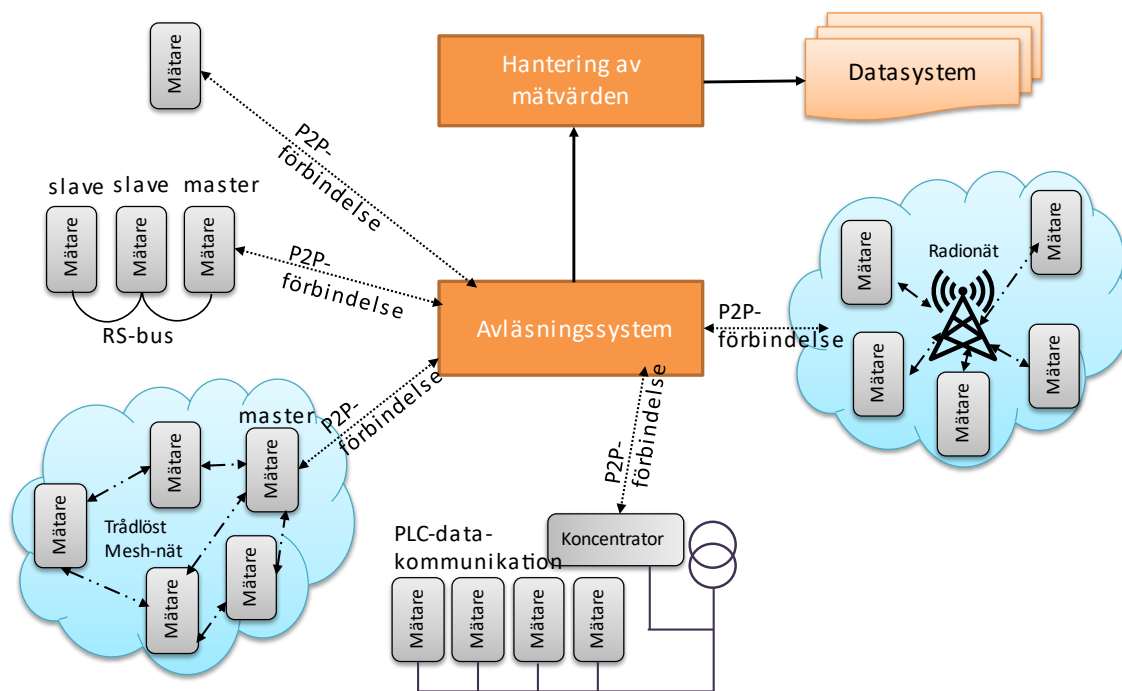 Mätare
Hantering av
mätvärden
Datasystem
P2P-
förbindelse
slave slave master
Mätare
Mätare
Mätare
RS-bus
P2P-
förbindelse
Avläsningssystem
P2P-
förbindelse
Radionät
Mätare
Mätare
Mätare
Mätare
Mätare
P2P-
förbindelse
master
Mätare
Mätare
Mätare
Trådlöst
Mesh-nät
Mätare
Mätare
P2P-
förbindelse
Koncentrator
PLC-data-
kommunikation
Mätare
Mätare
Mätare
Mätare